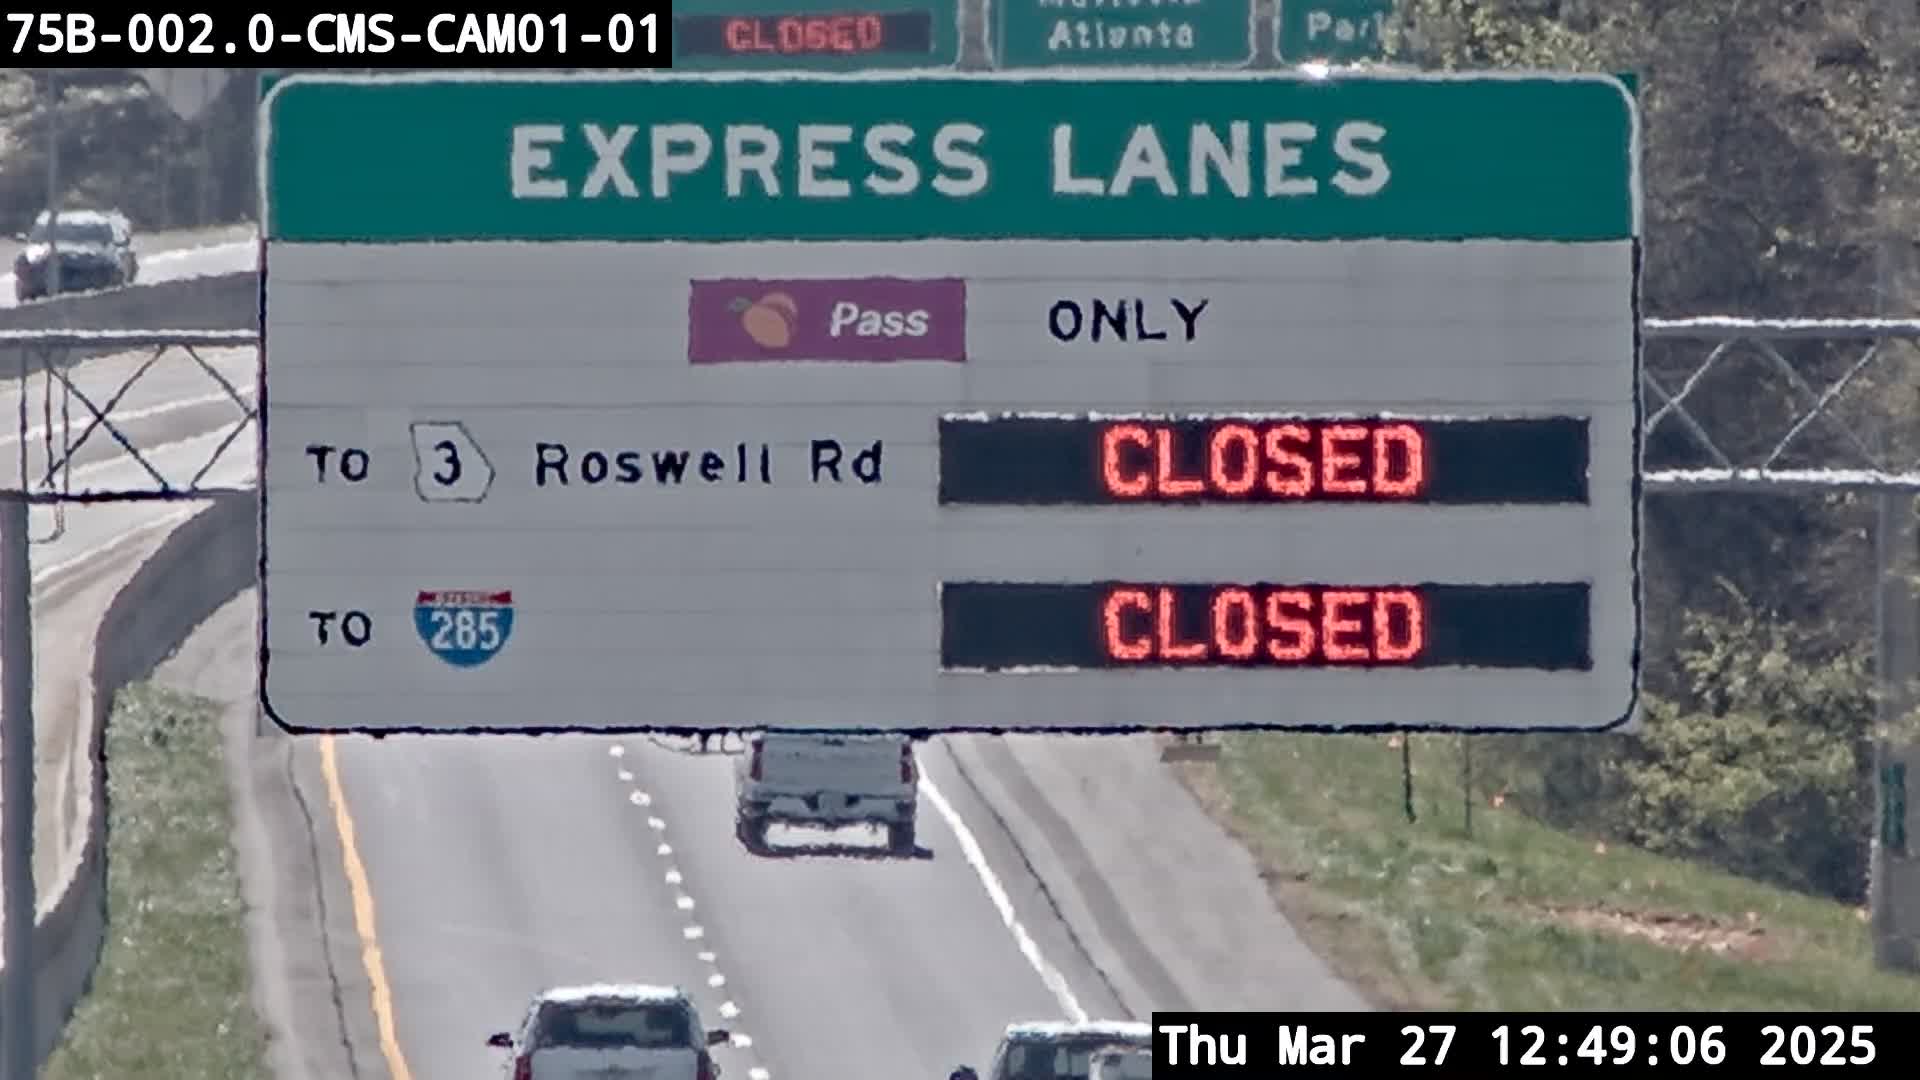 75B-002.0-CMS-CAM01-01
CLOSED
Atlanta
EXPRESS LANES
Pass ONLY
TO 3 Roswell Rd CLOSED
TO 285 CLOSED
Thu Mar 27 12:49:06 2025